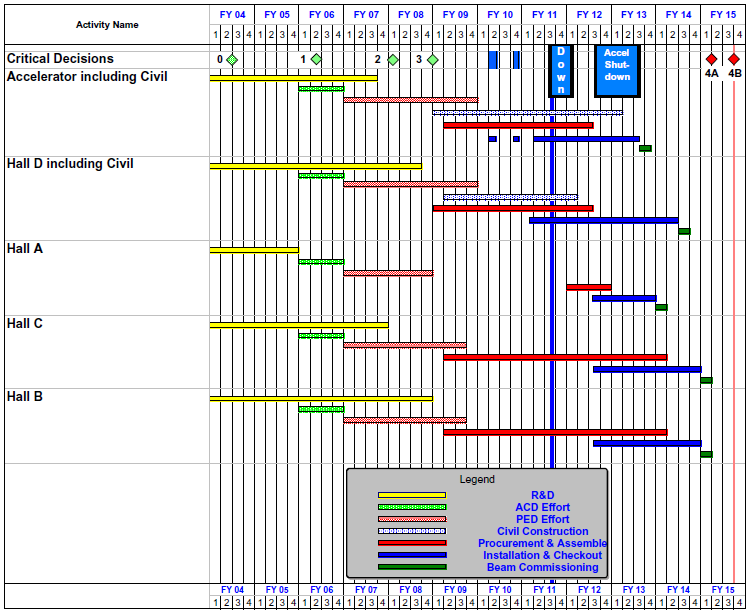 Activity Name
FY 04 FY 05 FY 06 FY 07 FY 08 FY 09 FY 10 FY 11 FY 12 FY 13 FY 14 FY 15
1 2 3 4 1 2 3 4 1 2 3 4 1 2 3 4 1 2 3 4 1 2 3 4 1 2 3 4 1 2 3 4 1 2 3 4 1 2 3 4 1 2 3 4 1 2 3 4
Critical Decisions 0 1 2 3
Down
Accel
Shut-
down
4A 4B
Accelerator including Civil
Hall D including Civil
Hall A
Hall C
Hall B
Legend
R&D
ACD Effort
PED Effort
Civil Construction
Procurement & Assemble
Installation & Checkout
Beam Commissioning
FY 04 FY 05 FY 06 FY 07 FY 08 FY 09 FY 10 FY 11 FY 12 FY 13 FY 14 FY 15
1 2 3 4 1 2 3 4 1 2 3 4 1 2 3 4 1 2 3 4 1 2 3 4 1 2 3 4 1 2 3 4 1 2 3 4 1 2 3 4 1 2 3 4 1 2 3 4